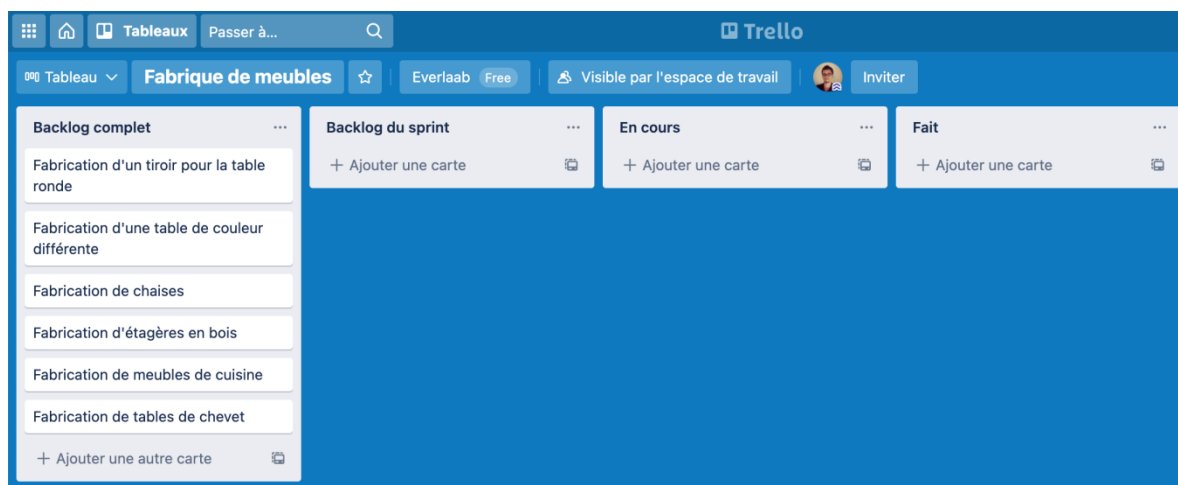 Tableaux
Passer à...
Trello
Tableau
Fabrique de meubles
Everlaab Free
Visible par l'espace de travail
Inviter
Backlog complet
Fabrication d'un tiroir pour la table
ronde
Fabrication d'une table de couleur
différente
Fabrication de chaises
Fabrication d'étagères en bois
Fabrication de meubles de cuisine
Fabrication de tables de chevet
+ Ajouter une autre carte
Backlog du sprint
+ Ajouter une carte
En cours
+ Ajouter une carte
Fait
+ Ajouter une carte